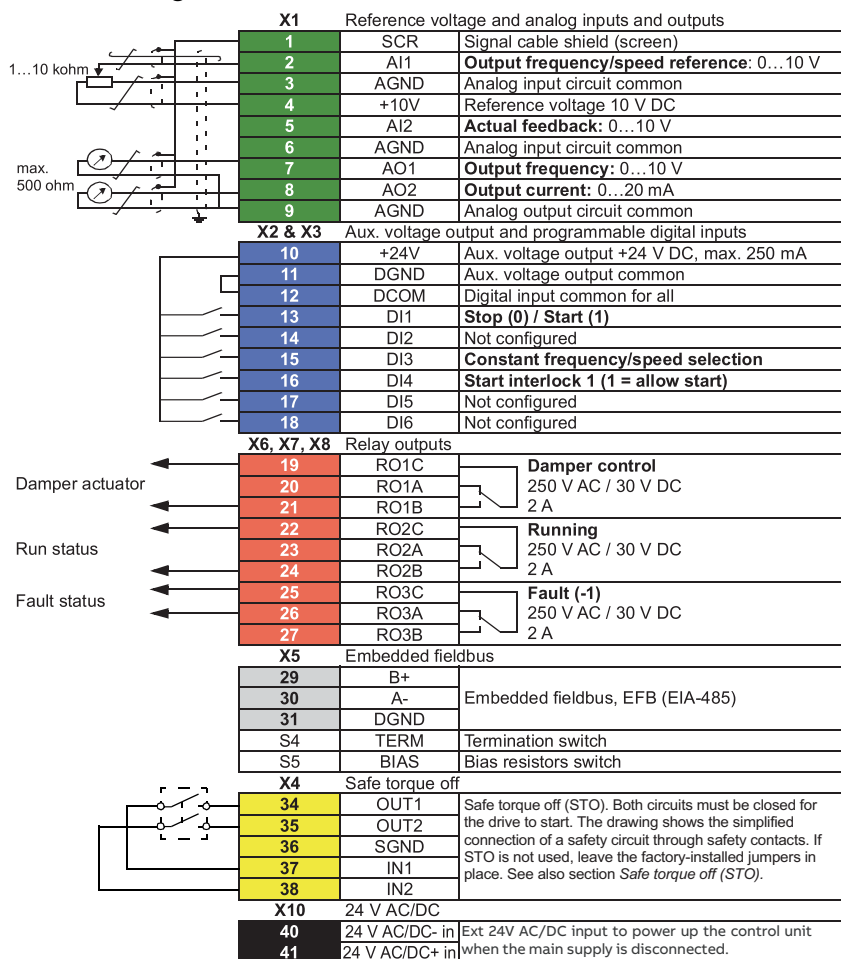 X1 Reference voltage and analog inputs and outputs
1 SCR Signal cable shield (screen)
1…10 kohm
2 AI1 Output frequency/speed reference: 0…10 V
3 AGND Analog input circuit common
4 +10V Reference voltage 10 V DC
5 AI2 Actual feedback: 0…10 V
6 AGND Analog input circuit common
max.
500 ohm
7 AO1 Output frequency: 0…10 V
8 AO2 Output current: 0…20 mA
9 AGND Analog output circuit common
X2 & X3 Aux. voltage output and programmable digital inputs
10 +24V Aux. voltage output +24 V DC, max. 250 mA
11 DGND Aux. voltage output common
12 DCOM Digital input common for all
13 DI1 Stop (0) / Start (1)
14 DI2 Not configured
15 DI3 Constant frequency/speed selection
16 DI4 Start interlock 1 (1 = allow start)
17 DI5 Not configured
18 DI6 Not configured
X6, X7, X8 Relay outputs
19 RO1C Damper control
Damper actuator
20 RO1A 250 V AC / 30 V DC
21 RO1B 2 A
22 RO2C Running
Run status
23 RO2A 250 V AC / 30 V DC
24 RO2B 2 A
25 RO3C Fault (-1)
Fault status
26 RO3A 250 V AC / 30 V DC
27 RO3B 2 A
X5 Embedded fieldbus
29 B+
30 A- Embedded fieldbus, EFB (EIA-485)
31 DGND
S4 TERM Termination switch
S5 BIAS Bias resistors switch
X4 Safe torque off
34 OUT1
35 OUT2
36 SGND
37 IN1
38 IN2
Safe torque off (STO). Both circuits must be closed for
the drive to start. The drawing shows the simplified
connection of a safety circuit through safety contacts. If
STO is not used, leave the factory-installed jumpers in
place. See also section Safe torque off (STO).
X10 24 V AC/DC
40 24 V AC/DC- in Ext 24V AC/DC input to power up the control unit
41 24 V AC/DC+ in when the main supply is disconnected.